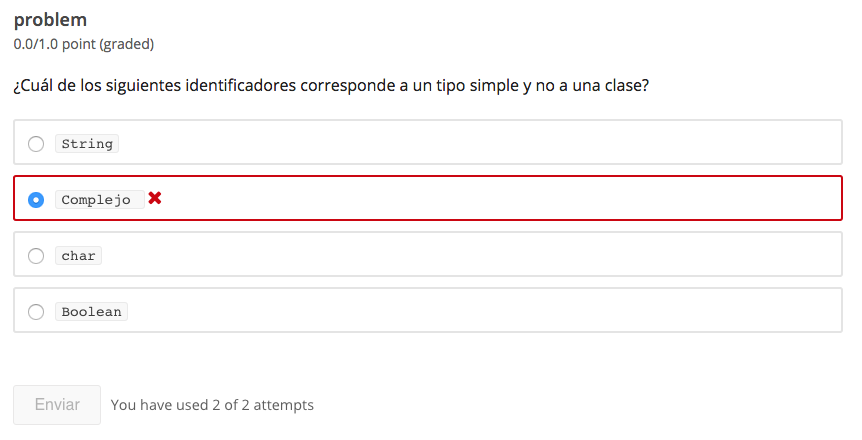 problem
0.0/1.0 point (graded)
¿Cuál de los siguientes identificadores corresponde a un tipo simple y no a una clase?
String
Complejo
char
Boolean
Enviar
You have used 2 of 2 attempts